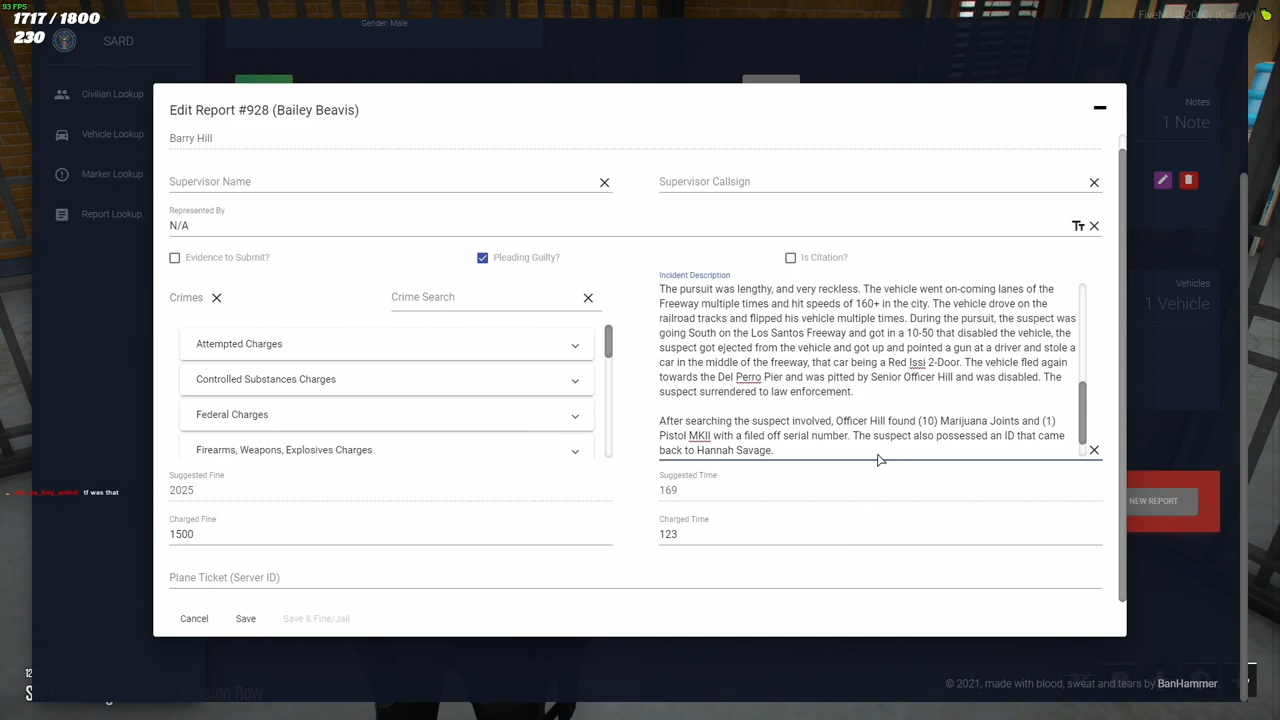 93 FPS
1717 / 1800
230
SARD
Civilian Lookup
Vehicle Lookup
Marker Lookup
Report Lookup
Gender: Male
Notes
1 Note
Vehicles
1 Vehicle
NEW REPORT
Edit Report #928 (Bailey Beavis)
Barry Hill
Supervisor Name
Supervisor Callsign
Represented By
N/A
Evidence to Submit?
Pleading Guilty?
Is Citation?
Crimes
Crime Search
Attempted Charges
Controlled Substances Charges
Federal Charges
Firearms, Weapons, Explosives Charges
Incident Description
The pursuit was lengthy, and very reckless. The vehicle went on-coming lanes of the
Freeway multiple times and hit speeds of 160+ in the city. The vehicle drove on the
railroad tracks and flipped his vehicle multiple times. During the pursuit, the suspect was
going South on the Los Santos Freeway and got in a 10-50 that disabled the vehicle, the
suspect got ejected from the vehicle and got up and pointed a gun at a driver and stole a
car in the middle of the freeway, that car being a Red Issi 2-Door. The vehicle fled again
towards the Del Perro Pier and was pitted by Senior Officer Hill and was disabled. The
suspect surrendered to law enforcement.
After searching the suspect involved, Officer Hill found (10) Marijuana Joints and (1)
Pistol MKII with a filed off serial number. The suspect also possessed an ID that came
back to Hannah Savage.
Suggested Fine
2025
Suggested Time
169
Charged Fine
1500
Charged Time
123
Plane Ticket (Server ID)
Cancel
Save
Save & Fine/Jail
tf was that
© 2021, made with blood, sweat and tears by BanHammer.